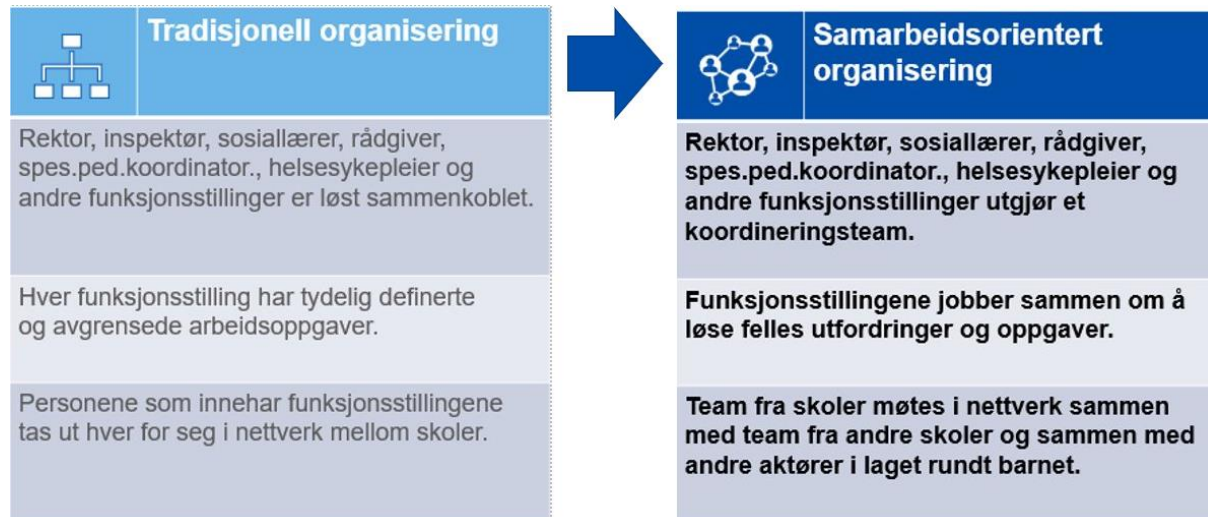 Tradisjonell organisering
Rektor, inspektør, sosiallærer, rådgiver,
spes.ped.koordinator., helsesykepleier og
andre funksjonsstillinger er løst sammenkoblet.
Hver funksjonsstilling har tydelig definerte
og avgrensede arbeidsoppgaver.
Personene som innehar funksjonsstillingene
tas ut hver for seg i nettverk mellom skoler.
Samarbeidsorientert
organisering
Rektor, inspektør, sosiallærer, rådgiver,
spes.ped.koordinator., helsesykepleier og
andre funksjonsstillinger utgjør et
koordineringsteam.
Funksjonsstillingene jobber sammen om å
løse felles utfordringer og oppgaver.
Team fra skoler møtes i nettverk sammen
med team fra andre skoler og sammen med
andre aktører i laget rundt barnet.